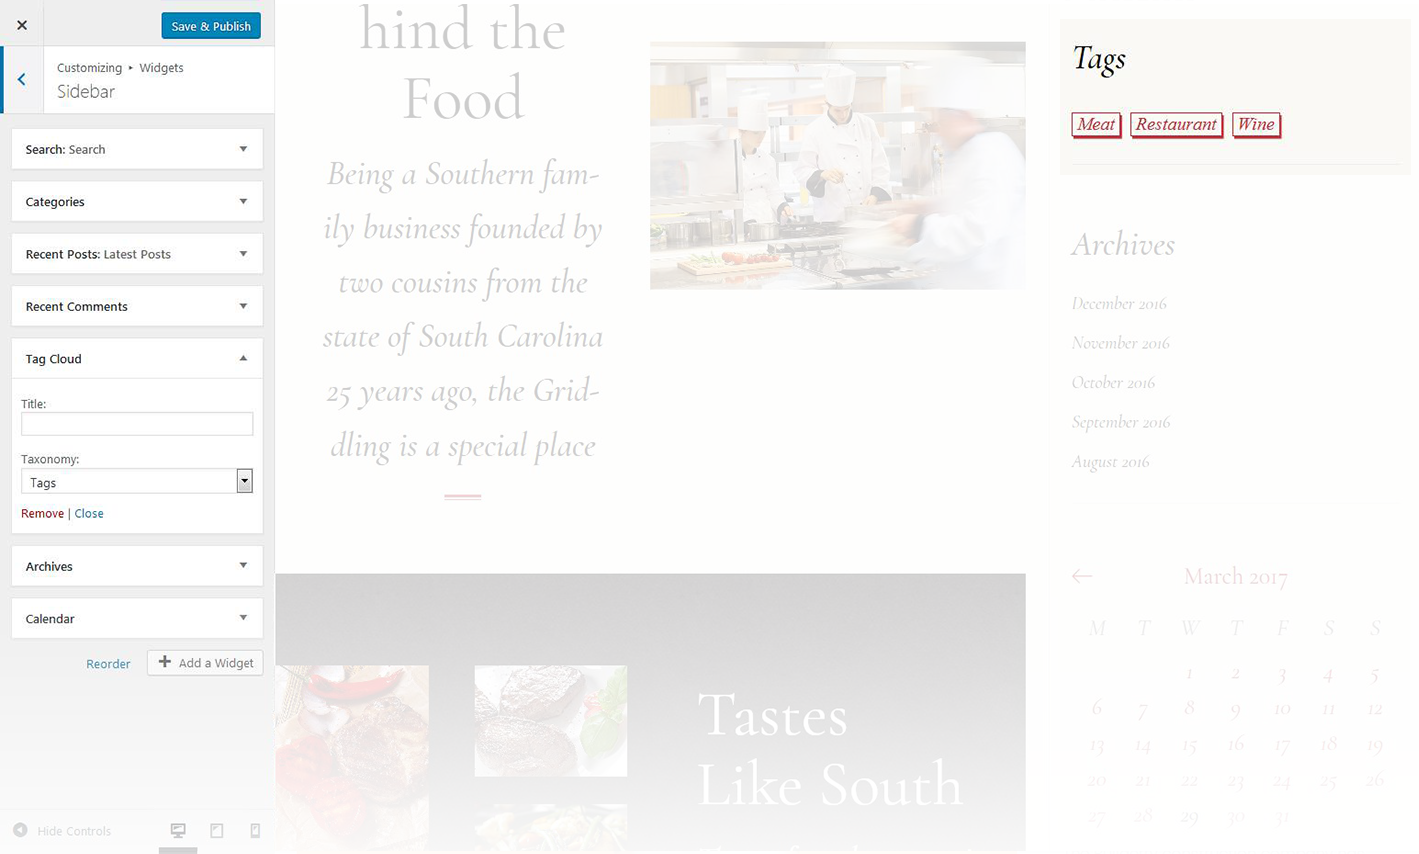 Save & Publish
Customizing ▸ Widgets
Sidebar
Search: Search
Categories
Recent Posts: Latest Posts
Recent Comments
Tag Cloud
Title:
Taxonomy:
Tags
Remove | Close
Archives
Calendar
Reorder
Add a Widget
Hide Controls
hind the
Food
Being a Southern fam-
ily business founded by
two cousins from the
state of South Carolina
25 years ago, the Grid-
dling is a special place
Tastes
Like South
Tags
Meat Restaurant Wine
Archives
December 2016
November 2016
October 2016
September 2016
August 2016
March 2017
M T W T F S S
1 2 3 4 5
6 7 8 9 10 11 12
13 14 15 16 17 18 19
20 21 22 23 24 25 26
27 28 29 30 31